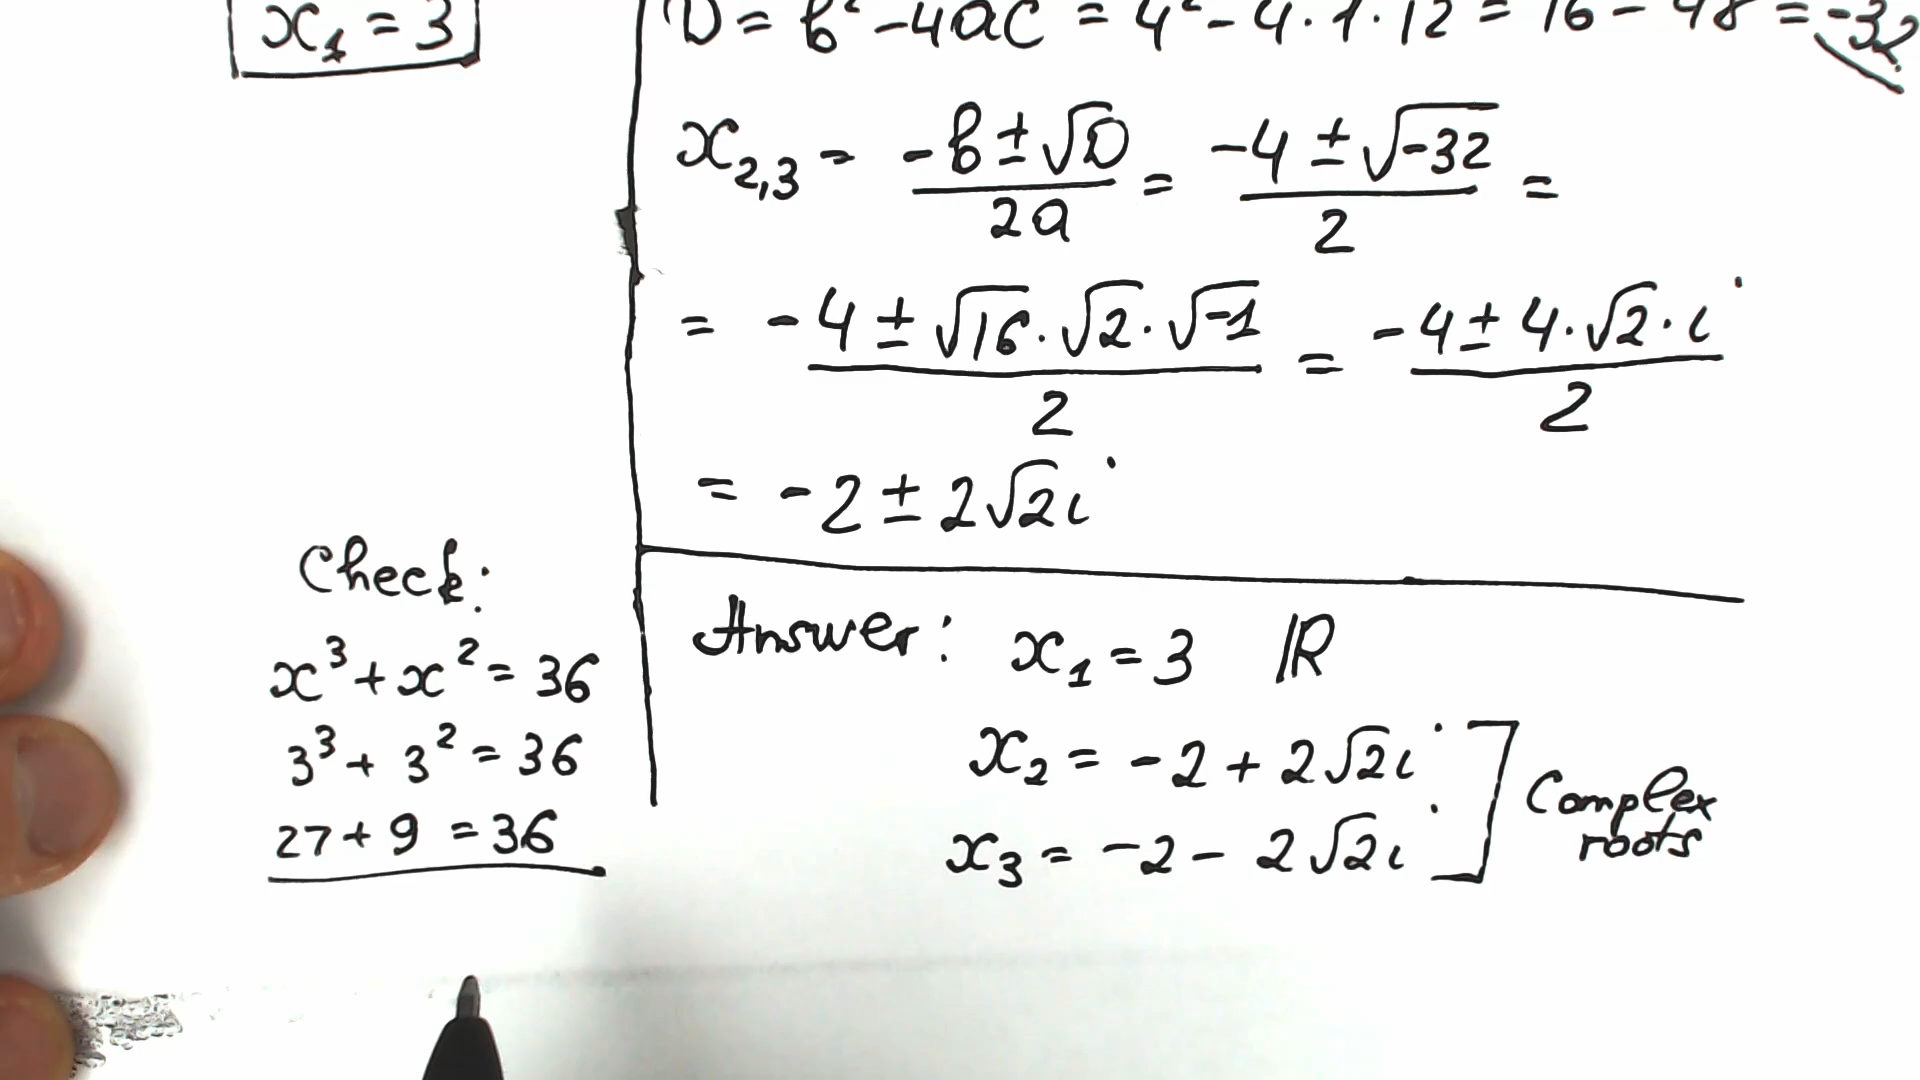 x₁ = 3
D = b² - 4ac = 4² - 4·1·12 = 16 - 48 = -32
x₂,₃ = (-b ± √D)/2a = (-4 ± √-32)/2 =
= (-4 ± √16·√2·√-1)/2 = (-4 ± 4·√2·i)/2
= -2 ± 2√2i
Check:
x³ + x² = 36
3³ + 3² = 36
27 + 9 = 36
Answer: x₁ = 3 ℝ
x₂ = -2 + 2√2i
x₃ = -2 - 2√2i
Complex
roots